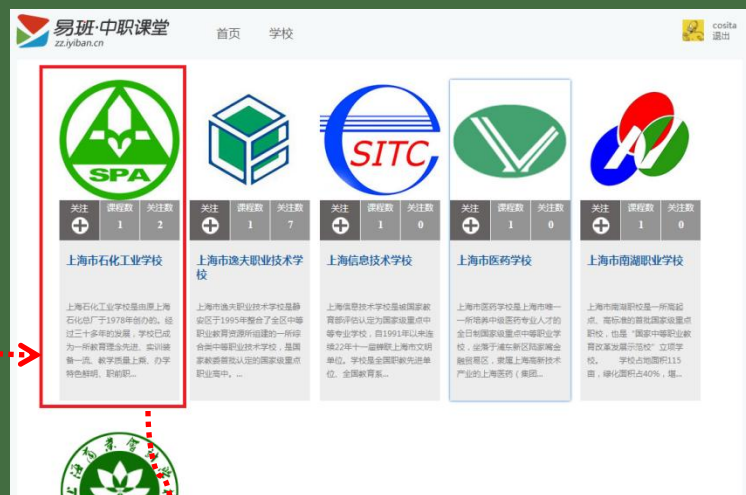 易班·中职课堂
zz.iyiban.cn
首页 学校
cosita
退出
SPA
关注 课程数 关注数
1 2
上海市石化工业学校
上海石化工业学校是由原上海
石化总厂于1978年创办的。经
过三十多年的发展，学校已成
为一所教育理念先进、实训装
备一流、教学质量上乘、办学
特色鲜明、职前职...
关注 课程数 关注数
1 7
上海市逸夫职业技术学
校
上海市逸夫职业技术学校是静
安区于1995年整合了全区中等
职业教育资源所组建的一所综
合类中等职业技术学校，是国
家教委首批认定的国家级重点
职业高中。...
SITC
关注 课程数 关注数
1 0
上海信息技术学校
上海信息技术学校是被国家教
育部评估认定为国家级重点中
等专业学校，自1991年以来连
续22年十一届蝉联上海市文明
单位。学校是全国职教先进单
位、全国教育系...
关注 课程数 关注数
1 0
上海市医药学校
上海市医药学校是上海市唯一
一所培养中级医药专业人才的
全日制国家级重点中等职业学
校，坐落于浦东新区陆家嘴金
融贸易区，隶属上海高新技术
产业的上海医药（集团...
关注 课程数 关注数
1 0
上海市南湖职业学校
上海市南湖职校是一所高起
点、高标准的首批国家级重点
职校，也是“国家中等职业教
育改革发展示范校”立项学
校。 学校占地面积115
亩，绿化面积占40%，堪...
上海商业会计学